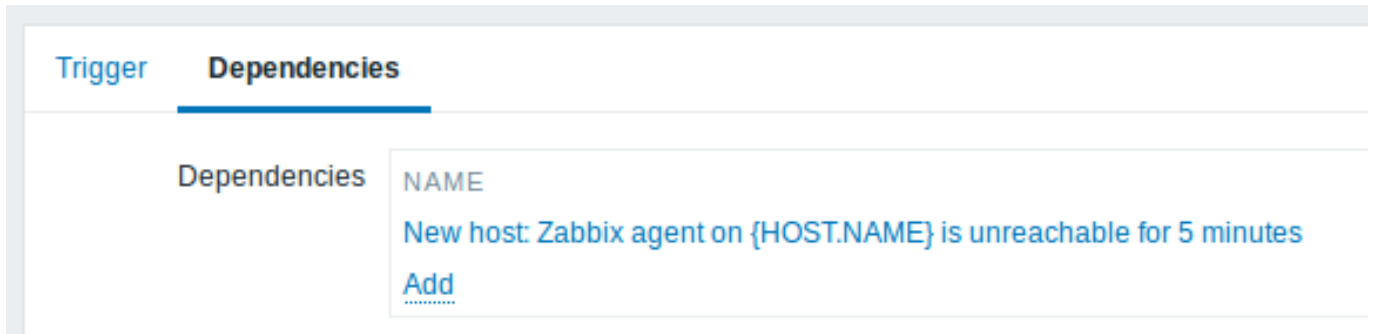 Trigger Dependencies
Dependencies NAME
New host: Zabbix agent on {HOST.NAME} is unreachable for 5 minutes
Add